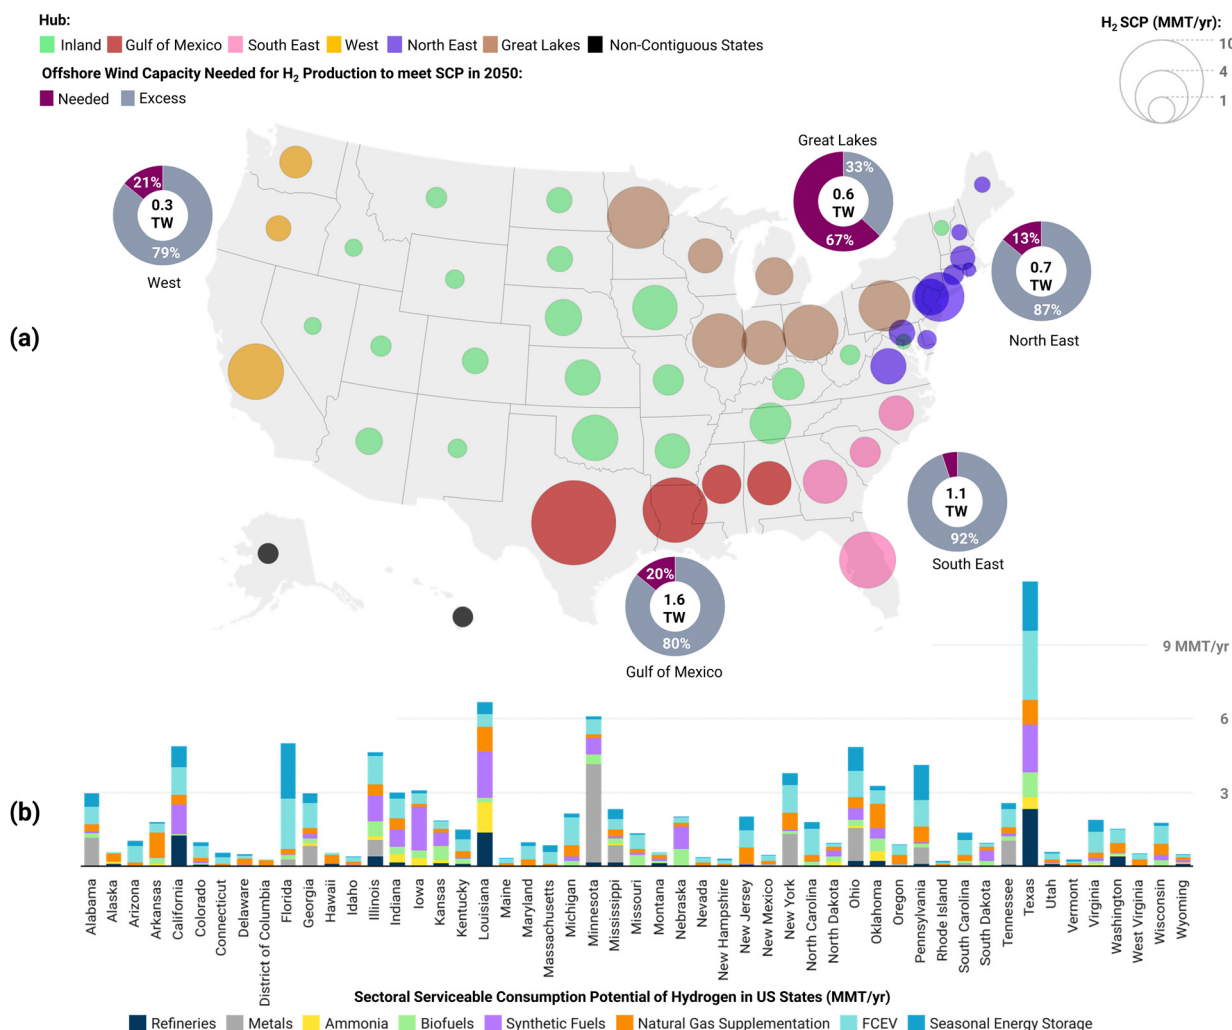 Hub:
Inland Gulf of Mexico South East West North East Great Lakes Non-Contiguous States
Offshore Wind Capacity Needed for H2 Production to meet SCP in 2050:
Needed Excess
H2 SCP (MMT/yr):
10
4
1
(a)
21%
0.3
TW
79%
West
Great Lakes
33%
0.6
TW
67%
13%
0.7
TW
87%
North East
1.1
TW
92%
South East
20%
1.6
TW
80%
Gulf of Mexico
(b)
9 MMT/yr
6
3
Alabama
Alaska
Arizona
Arkansas
California
Colorado
Connecticut
Delaware
District of Columbia
Florida
Georgia
Hawaii
Idaho
Illinois
Indiana
Iowa
Kansas
Kentucky
Louisiana
Maine
Maryland
Massachusetts
Michigan
Minnesota
Mississippi
Missouri
Montana
Nebraska
Nevada
New Hampshire
New Jersey
New Mexico
New York
North Carolina
North Dakota
Ohio
Oklahoma
Oregon
Pennsylvania
Rhode Island
South Carolina
South Dakota
Tennessee
Texas
Utah
Vermont
Virginia
Washington
West Virginia
Wisconsin
Wyoming
Sectoral Serviceable Consumption Potential of Hydrogen in US States (MMT/yr)
Refineries Metals Ammonia Biofuels Synthetic Fuels Natural Gas Supplementation FCEV Seasonal Energy Storage